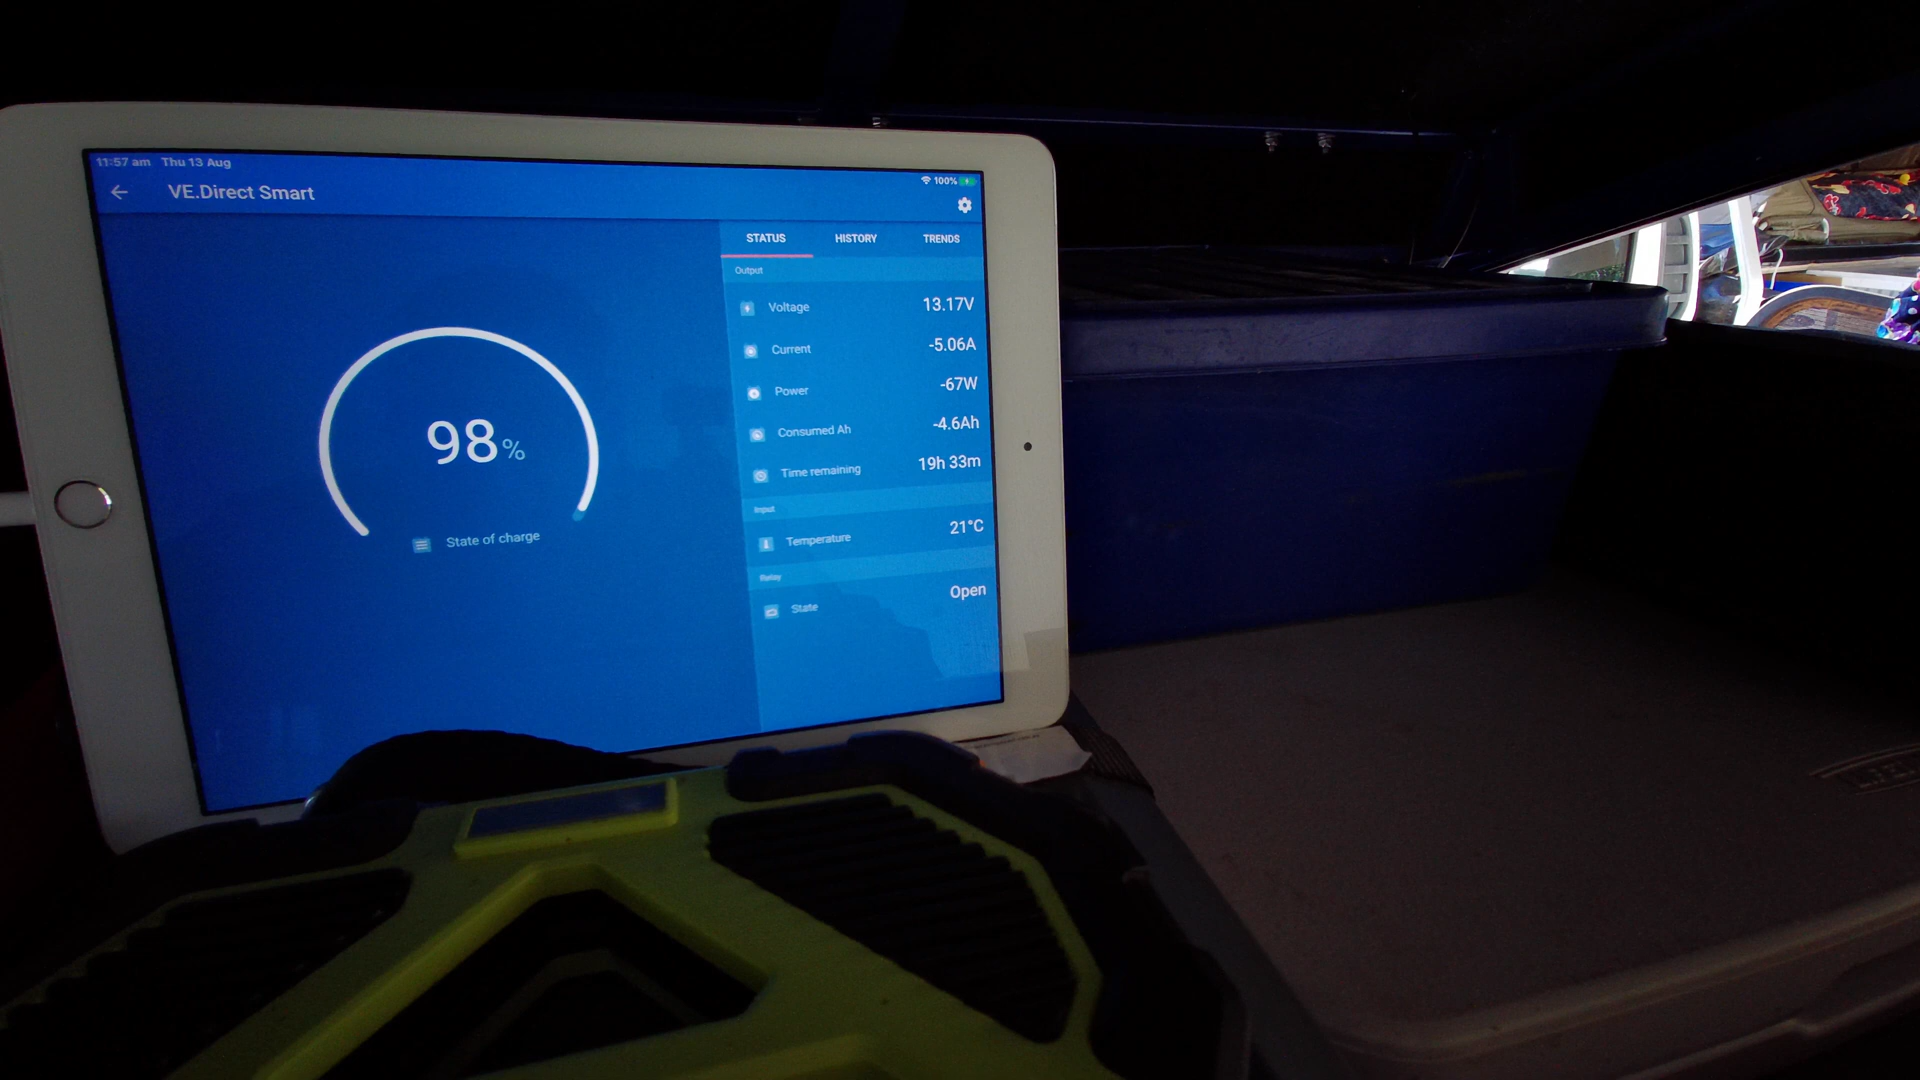 11:57 am Thu 13 Aug
100%
VE.Direct Smart
STATUS HISTORY TRENDS
Output
Voltage 13.17V
Current -5.06A
Power -67W
Consumed Ah -4.6Ah
Time remaining 19h 33m
Input
Temperature 21°C
Relay
State Open
98%
State of charge